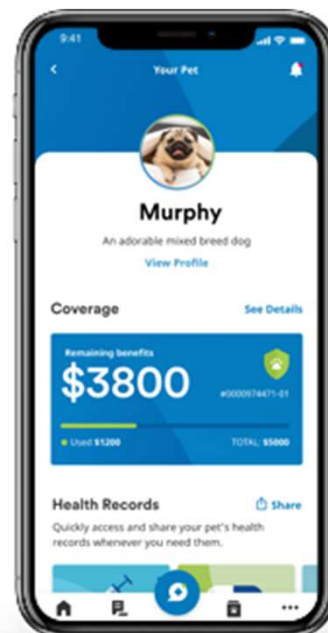 9:41
Your Pet
Murphy
An adorable mixed breed dog
View Profile
Coverage
See Details
Remaining benefits
$3800
#0000974471-01
Used $1200
TOTAL: $5000
Health Records
Share
Quickly access and share your pet's health
records whenever you need them.